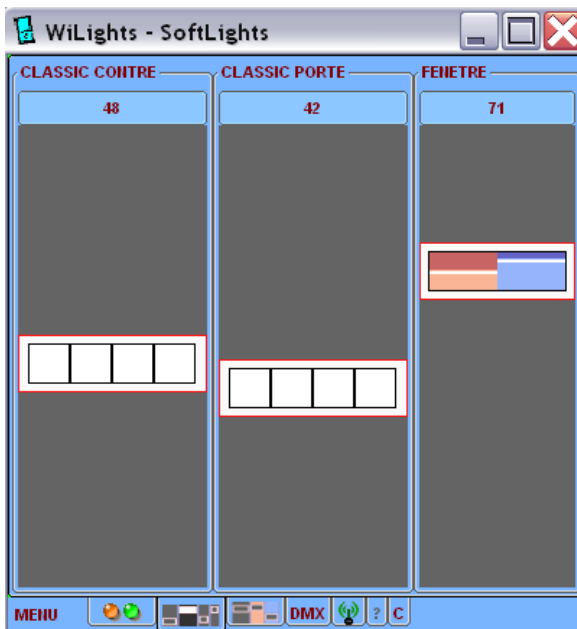 WiLights - SoftLights
CLASSIC CONTRE CLASSIC PORTE FENETRE
48 42 71
MENU DMX ? C